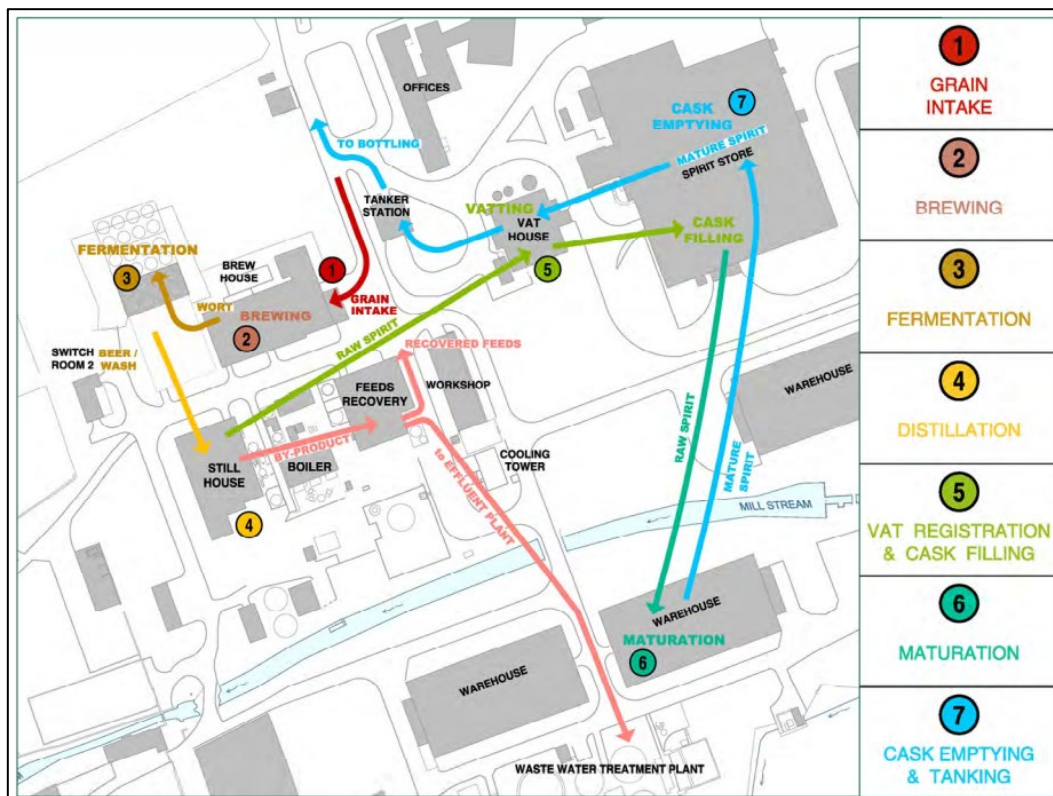 OFFICES
7
CASK
EMPTYING
MATURE SPIRIT
SPIRIT STORE
TO BOTTLING
TANKER
STATION
VATTING
VAT
HOUSE
CASK
FILLING
5
FERMENTATION
3
BREW
HOUSE
1
GRAIN
INTAKE
WORT
BREWING
2
RAW SPIRIT
RECOVERED FEEDS
SWITCH
ROOM 2
BEER /
WASH
FEEDS
RECOVERY
WORKSHOP
WAREHOUSE
BY-PRODUCT
STILL
HOUSE
BOILER
4
COOLING
TOWER
to EFFLUENT PLANT
RAW SPIRIT
MATURE
SPIRIT
MILL STREAM
WAREHOUSE
MATURATION
6
WAREHOUSE
WASTE WATER TREATMENT PLANT
1
GRAIN
INTAKE
2
BREWING
3
FERMENTATION
4
DISTILLATION
5
VAT REGISTRATION
& CASK FILLING
6
MATURATION
7
CASK EMPTYING
& TANKING